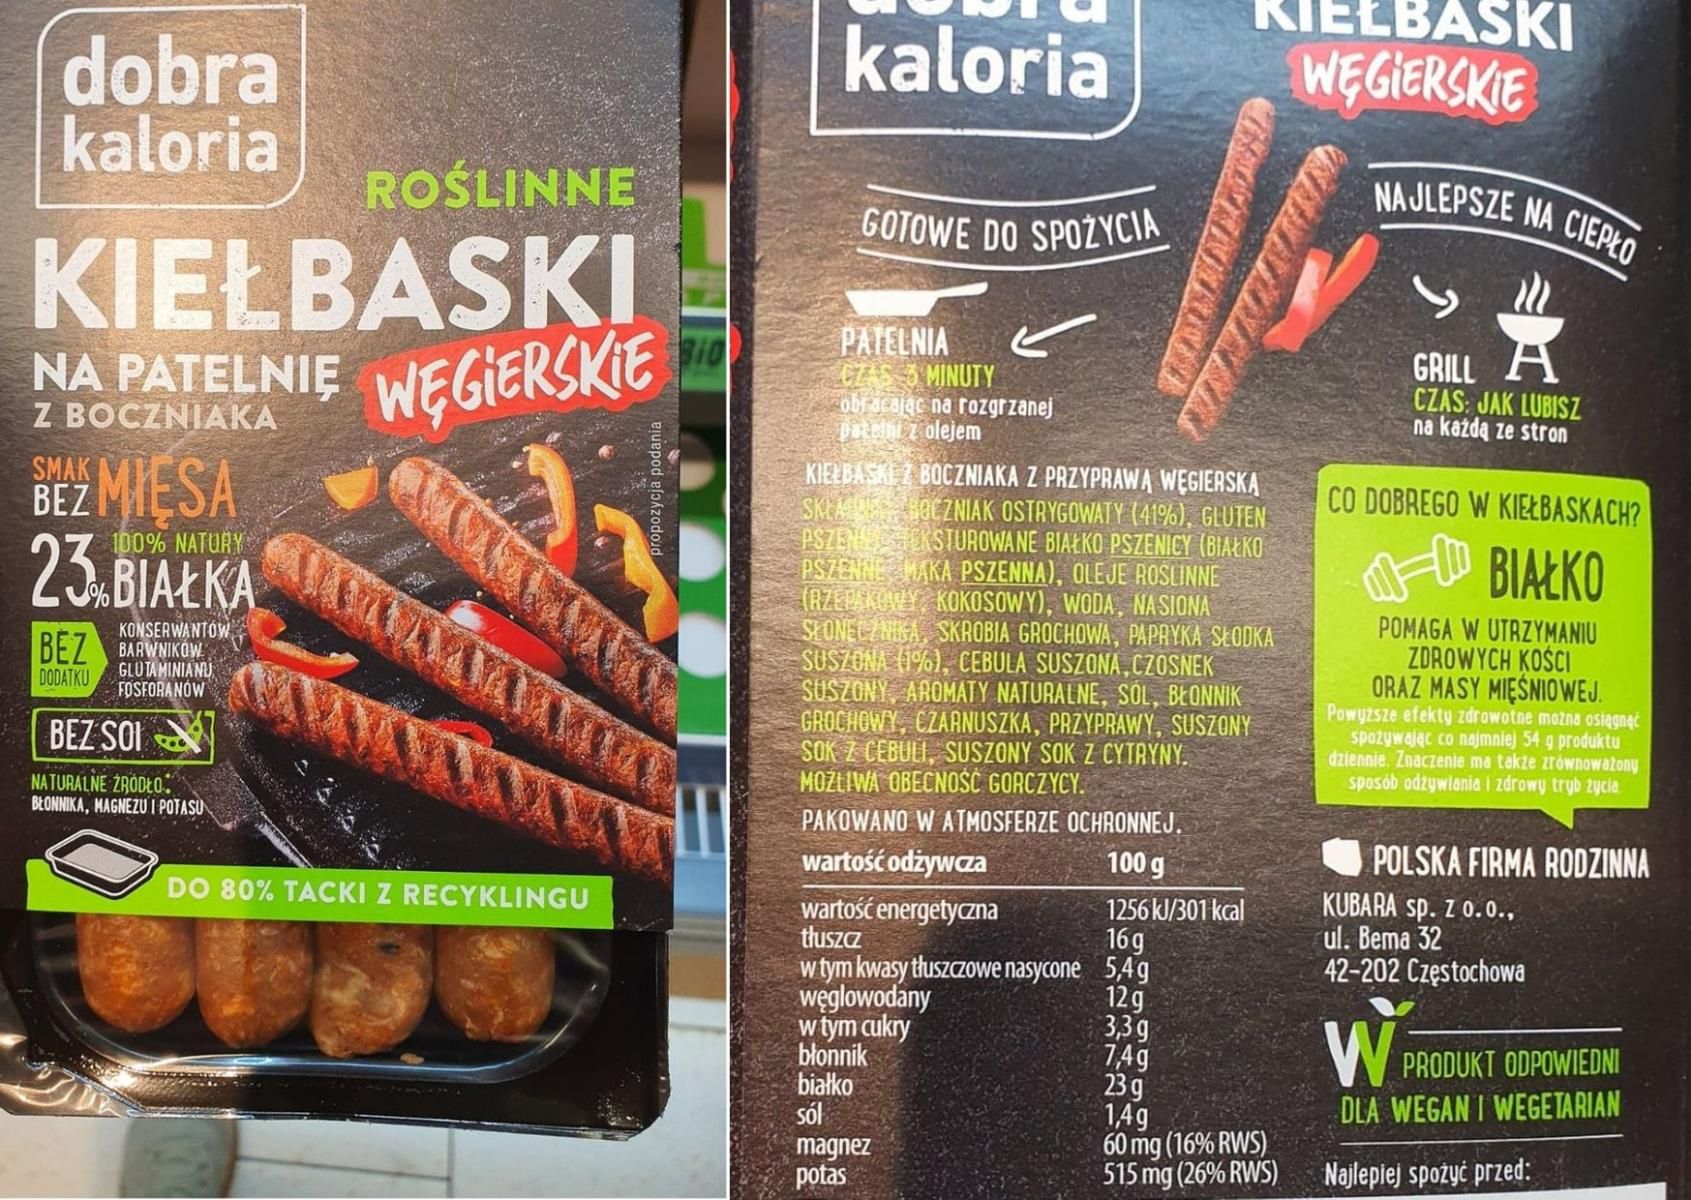 dobra
kaloria
ROŚLINNE
KIEŁBASKI
NA PATELNIĘ
WĘGIERSKIE
Z BOCZNIAKA
SMAK
BEZ MIĘSA
100% NATURY
23% BIAŁKA
BEZ
DODATKU
KONSERWANTÓW
BARWNIKÓW
GLUTAMINIANU
FOSFORANÓW
BEZ SOI
NATURALNE ŹRÓDŁO:
BŁONNIKA, MAGNEZU I POTASU
propozycja podania
DO 80% TACKI Z RECYKLINGU
BIO
dobra
kaloria
KIEŁBASKI
WĘGIERSKIE
GOTOWE DO SPOŻYCIA
NAJLEPSZE NA CIEPŁO
PATELNIA
CZAS 3 MINUTY
obracając na rozgrzanej
patelni z olejem
GRILL
CZAS: JAK LUBISZ
na każdą ze stron
KIEŁBASKI Z BOCZNIAKA Z PRZYPRAWĄ WĘGIERSKĄ
BOCZNIAK OSTRYGOWATY (41%), GLUTEN
PSZENNY, TEKSTUROWANE BIAŁKO PSZENICY (BIAŁKO
PSZENNE, MĄKA PSZENNA), OLEJE ROŚLINNE
(RZEPAKOWY, KOKOSOWY), WODA, NASIONA
SŁONECZNIKA, SKROBIA GROCHOWA, PAPRYKA SŁODKA
SUSZONA (1%), CEBULA SUSZONA, CZOSNEK
SUSZONY, AROMATY NATURALNE, SÓL, BŁONNIK
GROCHOWY, CZARNUSZKA, PRZYPRAWY, SUSZONY
SOK Z CEBULI, SUSZONY SOK Z CYTRYNY.
MOŻLIWA OBECNOŚĆ GORCZYCY.
PAKOWANO W ATMOSFERZE OCHRONNEJ.
wartość odżywcza 100 g
wartość energetyczna 1256 kJ/301 kcal
tłuszcz 16 g
w tym kwasy tłuszczowe nasycone 5,4 g
węglowodany 12 g
w tym cukry 3,3 g
błonnik 7,4 g
białko 23 g
sól 1,4 g
magnez 60 mg (16% RWS)
potas 515 mg (26% RWS)
CO DOBREGO W KIEŁBASKACH?
BIAŁKO
POMAGA W UTRZYMANIU
ZDROWYCH KOŚCI
ORAZ MASY MIĘŚNIOWEJ.
Powyższe efekty zdrowotne można osiągnąć
spożywając co najmniej 54 g produktu
dziennie. Znaczenie ma także zrównoważony
sposób odżywiania i zdrowy tryb życia.
POLSKA FIRMA RODZINNA
KUBARA sp. z o.o.,
ul. Bema 32
42-202 Częstochowa
W PRODUKT ODPOWIEDNI
DLA WEGAN I WEGETARIAN
Najlepiej spożyć przed: